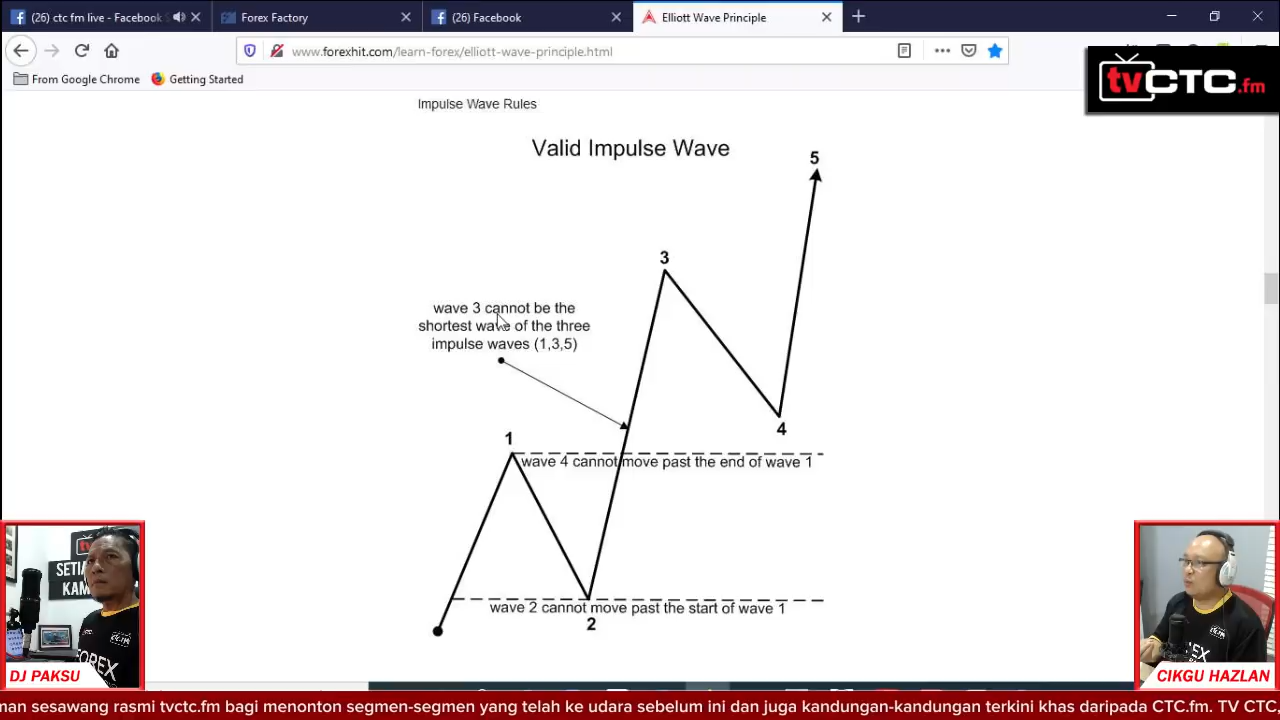 (26) ctc fm live - Facebook S
Forex Factory
(26) Facebook
Elliott Wave Principle
www.forexhit.com/learn-forex/elliott-wave-principle.html
From Google Chrome
Getting Started
tvCTC.fm
Impulse Wave Rules
Valid Impulse Wave
5
3
wave 3 cannot be the
shortest wave of the three
impulse waves (1,3,5)
4
1
wave 4 cannot move past the end of wave 1
wave 2 cannot move past the start of wave 1
2
SETIA
KAM
FOREX
DJ PAKSU
CIKGU HAZLAN
man sesawang rasmi tvctc.fm bagi menonton segmen-segmen yang telah ke udara sebelum ini dan juga kandungan-kandungan terkini khas daripada CTC.fm. TV CTC.